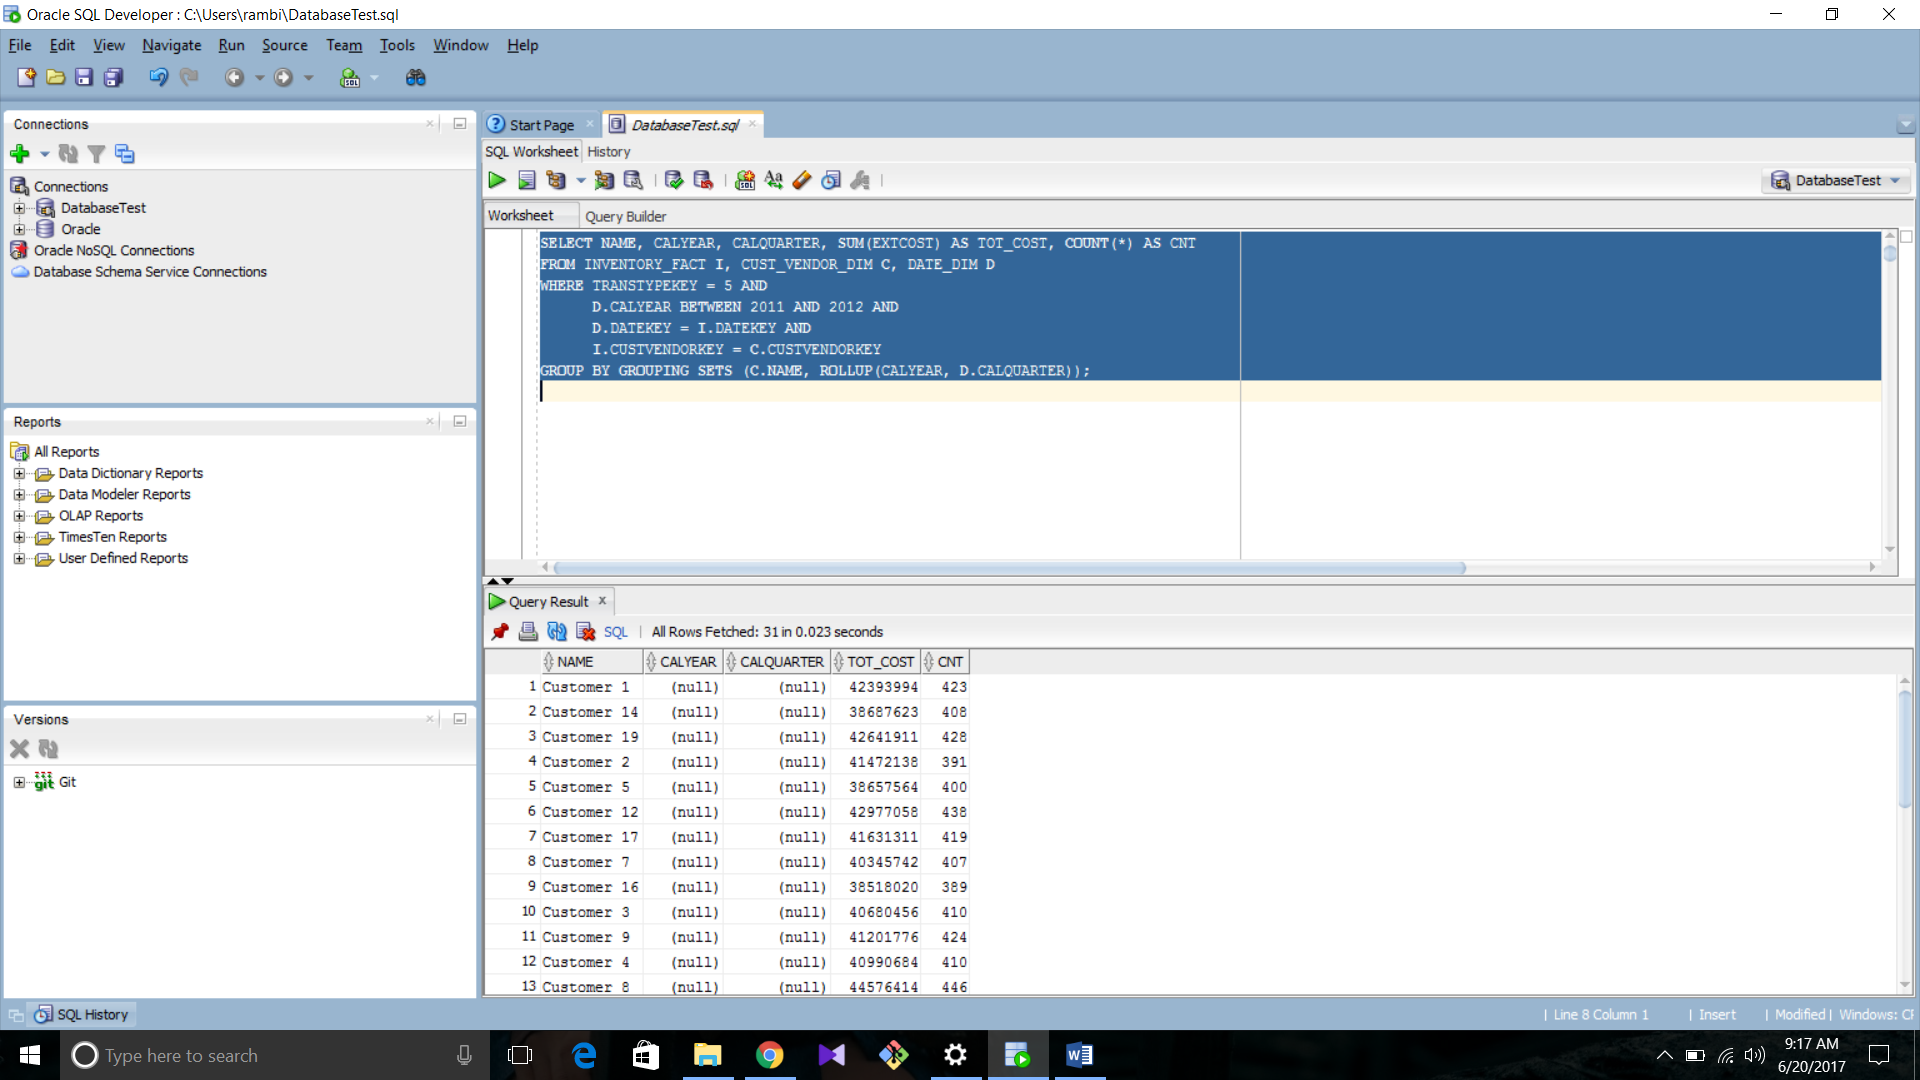 Oracle SQL Developer : C:\Users\rambi\DatabaseTest.sql
File Edit View Navigate Run Source Team Tools Window Help
Connections
Connections
DatabaseTest
Oracle
Oracle NoSQL Connections
Database Schema Service Connections
Reports
All Reports
Data Dictionary Reports
Data Modeler Reports
OLAP Reports
TimesTen Reports
User Defined Reports
Versions
git Git
Start Page DatabaseTest.sql
SQL Worksheet History
DatabaseTest
Worksheet Query Builder
SELECT NAME, CALYEAR, CALQUARTER, SUM(EXTCOST) AS TOT_COST, COUNT(*) AS CNT
FROM INVENTORY_FACT I, CUST_VENDOR_DIM C, DATE_DIM D
WHERE TRANSTYPEKEY = 5 AND
D.CALYEAR BETWEEN 2011 AND 2012 AND
D.DATEKEY = I.DATEKEY AND
I.CUSTVENDORKEY = C.CUSTVENDORKEY
GROUP BY GROUPING SETS (C.NAME, ROLLUP(CALYEAR, D.CALQUARTER));
Query Result
SQL | All Rows Fetched: 31 in 0.023 seconds
NAME CALYEAR CALQUARTER TOT_COST CNT
1 Customer 1 (null) (null) 42393994 423
2 Customer 14 (null) (null) 38687623 408
3 Customer 19 (null) (null) 42641911 428
4 Customer 2 (null) (null) 41472138 391
5 Customer 5 (null) (null) 38657564 400
6 Customer 12 (null) (null) 42977058 438
7 Customer 17 (null) (null) 41631311 419
8 Customer 7 (null) (null) 40345742 407
9 Customer 16 (null) (null) 38518020 389
10 Customer 3 (null) (null) 40680456 410
11 Customer 9 (null) (null) 41201776 424
12 Customer 4 (null) (null) 40990684 410
13 Customer 8 (null) (null) 44576414 446
SQL History
| Line 8 Column 1 | Insert | Modified | Windows: CF
Type here to search
9:17 AM
6/20/2017